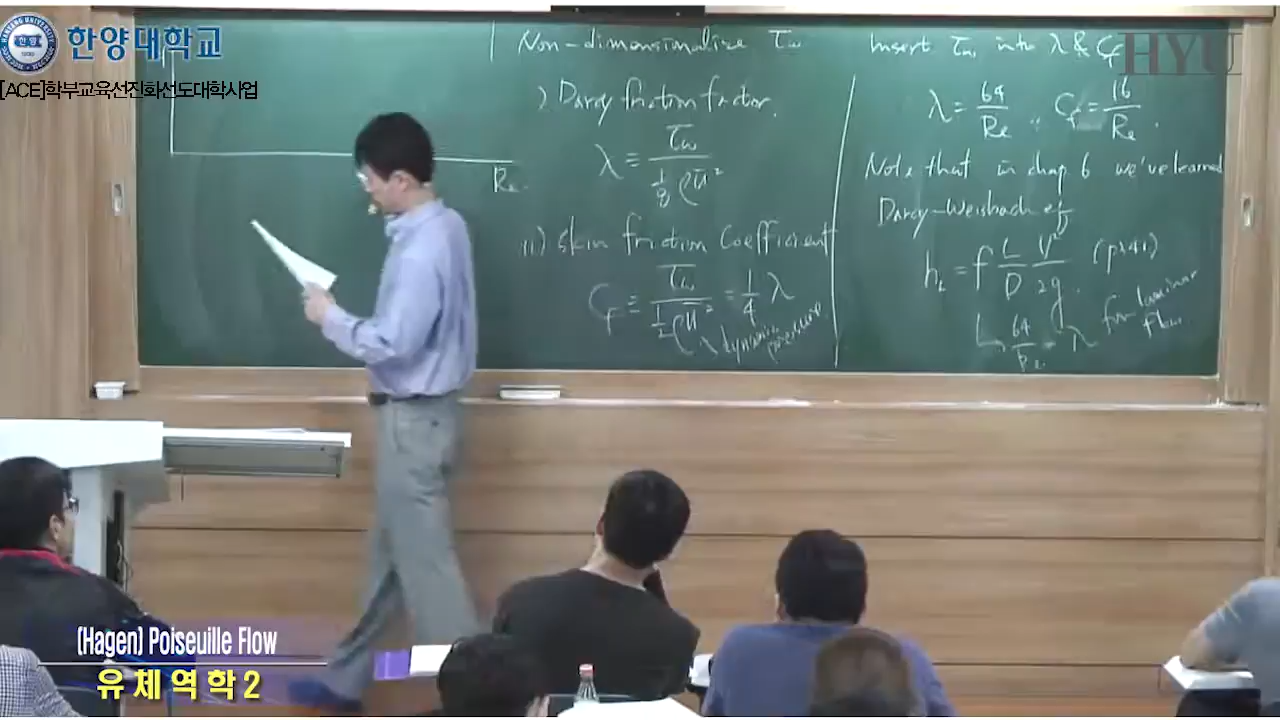 한양대학교
[ACE]학부교육선진화선도대학사업
HYU
Re.
Non-dimensionalize τw
i) Darcy friction factor.
λ ≡ τw / (1/8 ρū²)
ii) Skin friction Coefficient
Cf ≡ τw / (1/2 ρū²) = 1/4 λ
dynamic pressure
Insert τw into λ & Cf
λ = 64/Re , Cf = 16/Re .
Note that in chap. 6 we've learned
Darcy-Weisbach eq
hL = f L/D V²/2g .
64/Re = λ for laminar flow
(Hagen) Poiseuille Flow
유체역학2